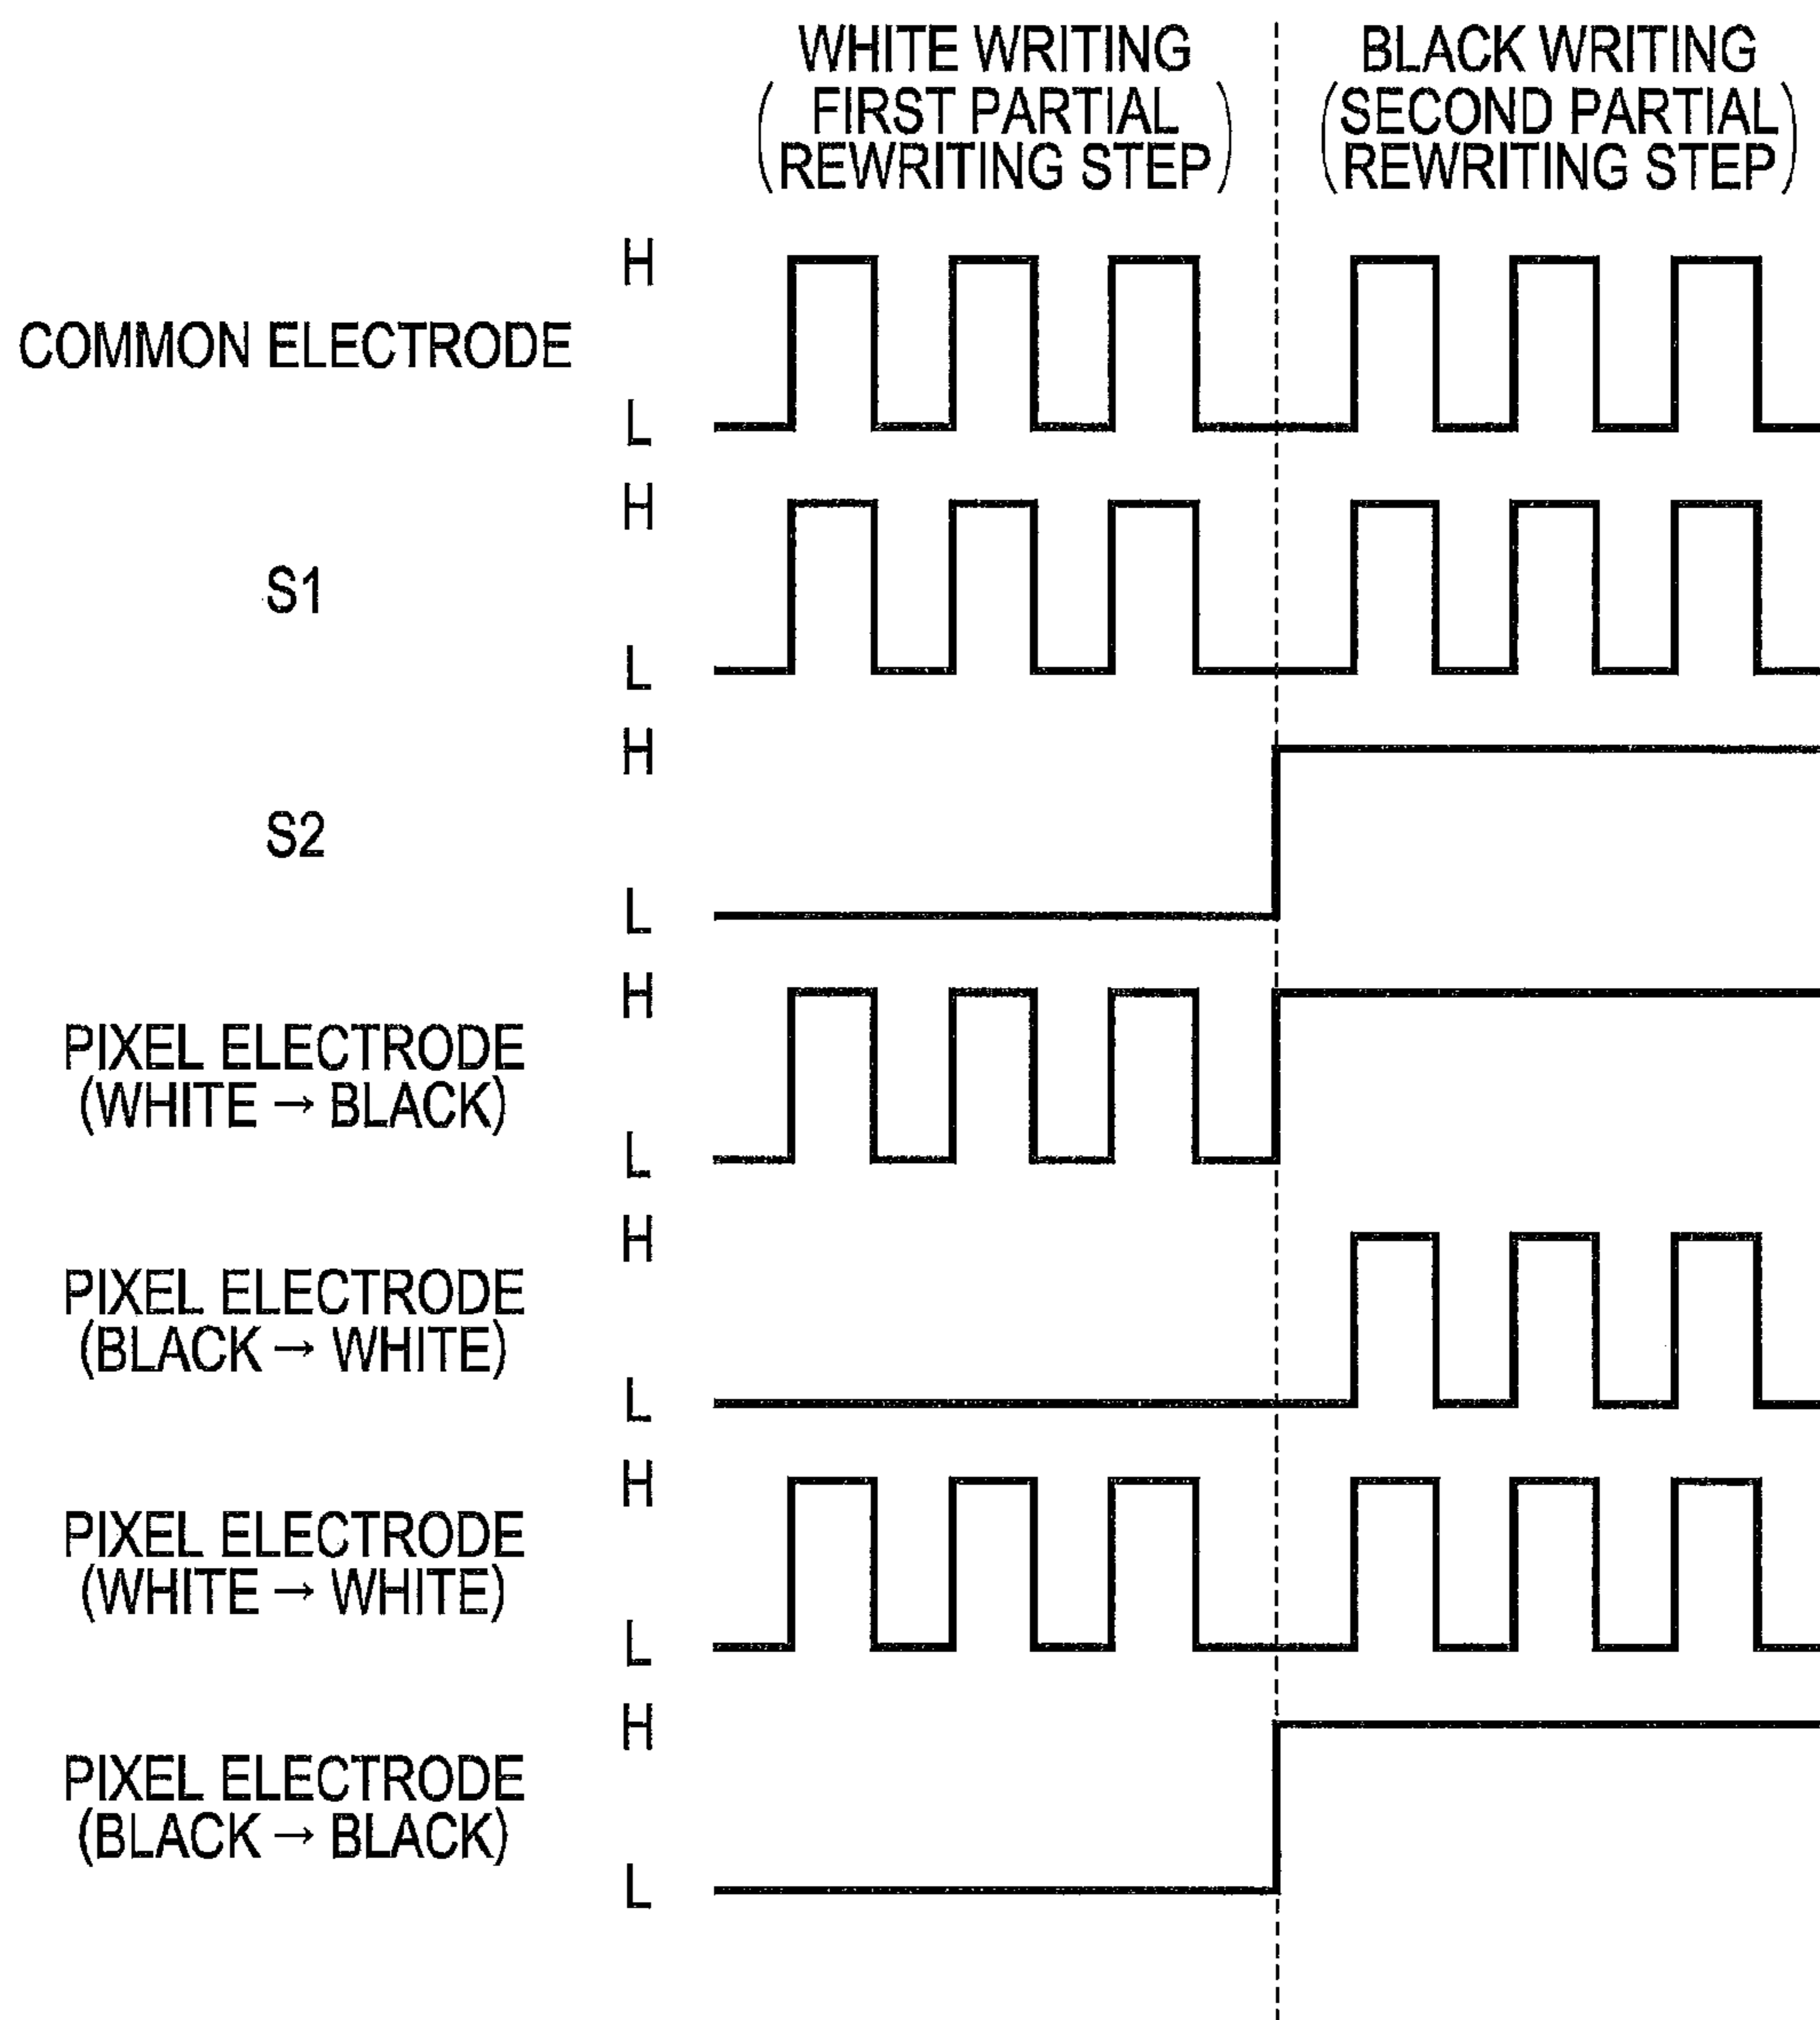 WHITE WRITING
(FIRST PARTIAL
REWRITING STEP)
BLACK WRITING
(SECOND PARTIAL
REWRITING STEP)
H
COMMON ELECTRODE
L
H
S1
L
H
S2
L
H
PIXEL ELECTRODE
(WHITE → BLACK)
L
H
PIXEL ELECTRODE
(BLACK → WHITE)
L
H
PIXEL ELECTRODE
(WHITE → WHITE)
L
H
PIXEL ELECTRODE
(BLACK → BLACK)
L